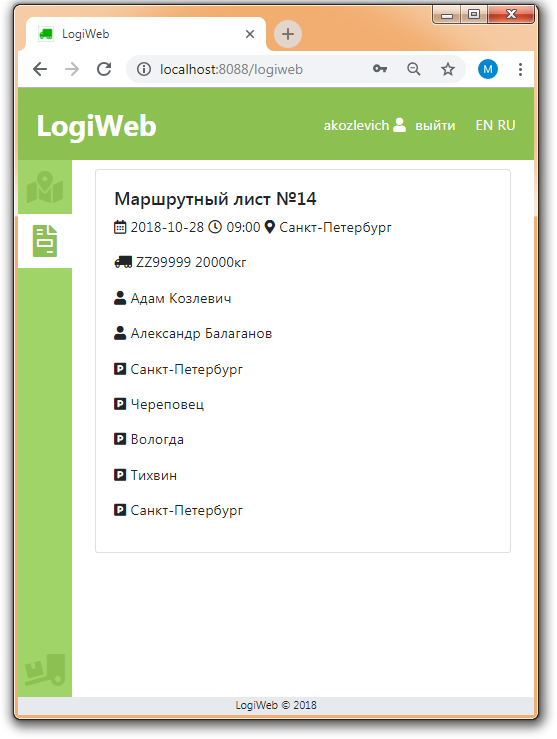 LogiWeb
localhost:8088/logiweb
M
LogiWeb
akozlevich выйти EN RU
Маршрутный лист №14
2018-10-28 09:00 Санкт-Петербург
ZZ99999 20000кг
Адам Козлевич
Александр Балаганов
P Санкт-Петербург
P Череповец
P Вологда
P Тихвин
P Санкт-Петербург
LogiWeb © 2018